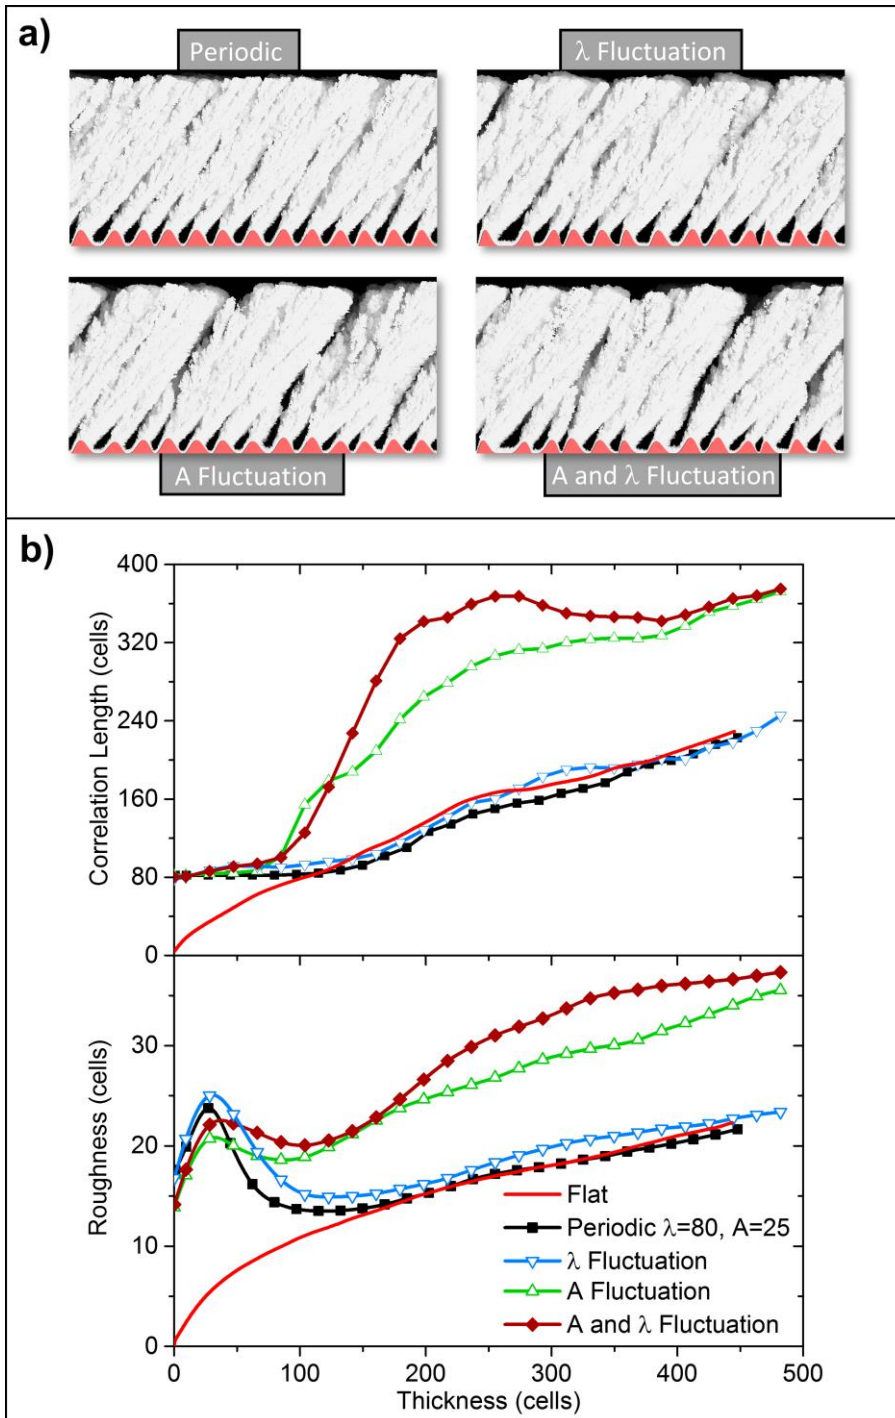 a)
Periodic
λ Fluctuation
A Fluctuation
A and λ Fluctuation
b)
400
320
240
160
80
0
Correlation Length (cells)
30
20
10
0
Roughness (cells)
Flat
Periodic λ=80, A=25
λ Fluctuation
A Fluctuation
A and λ Fluctuation
0 100 200 300 400 500
Thickness (cells)